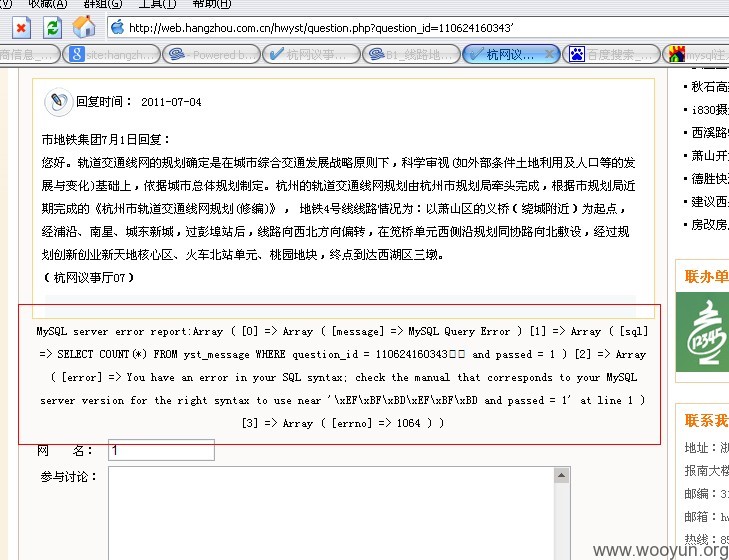 收藏(A) 群组(G) 工具(T) 帮助(H)
http://web.hangzhou.com.cn/hwyst/question.php?question_id=110624160343’
商信息_...
site:hangzh...
- Powered b...
杭网议事...
B1_线路地...
杭网议...
百度搜索_...
mysql注
回复时间： 2011-07-04
市地铁集团7月1日回复：
您好。轨道交通线网的规划确定是在城市综合交通发展战略原则下，科学审视(如外部条件土地利用及人口等的发
展与变化)基础上，依据城市总体规划制定。杭州的轨道交通线网规划由杭州市规划局牵头完成，根据市规划局近
期完成的《杭州市轨道交通线网规划(修编)》， 地铁4号线线路情况为：以萧山区的义桥（绕城附近）为起点，
经浦沿、南星、城东新城，过彭埠站后，线路向西北方向偏转，在笕桥单元西侧沿规划同协路向北敷设，经过规
划创新创业新天地核心区、火车北站单元、桃园地块，终点到达西湖区三墩。
（杭网议事厅07）
MySQL server error report:Array ( [0] => Array ( [message] => MySQL Query Error ) [1] => Array ( [sql]
=> SELECT COUNT(*) FROM yst_message WHERE question_id = 110624160343 and passed = 1 ) [2] => Array
( [error] => You have an error in your SQL syntax; check the manual that corresponds to your MySQL
server version for the right syntax to use near '\xEF\xBF\xBD\xEF\xBF\xBD and passed = 1' at line 1 )
[3] => Array ( [errno] => 1064 ) )
网 名： 1
参与讨论：
秋石高
i830摄
西溪路
萧山开
德胜快
建议西
房改房
联办单
12345
联系我
地址：浙
报南大楼
邮编：31
邮箱：hw
热线：85
www.wooyun.org